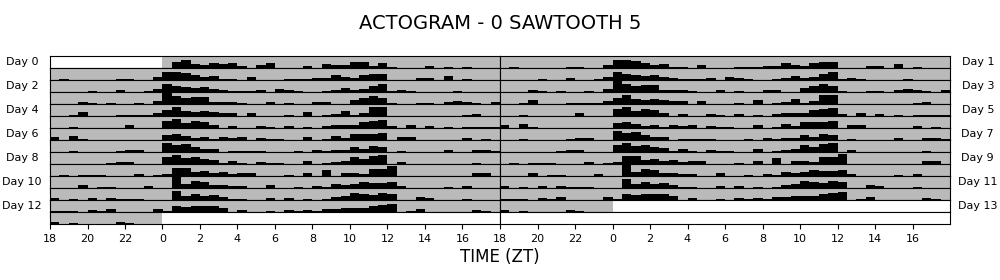 ACTOGRAM - 0 SAWTOOTH 5
Day 0 Day 1
Day 2 Day 3
Day 4 Day 5
Day 6 Day 7
Day 8 Day 9
Day 10 Day 11
Day 12 Day 13
18 20 22 0 2 4 6 8 10 12 14 16 18 20 22 0 2 4 6 8 10 12 14 16
TIME (ZT)